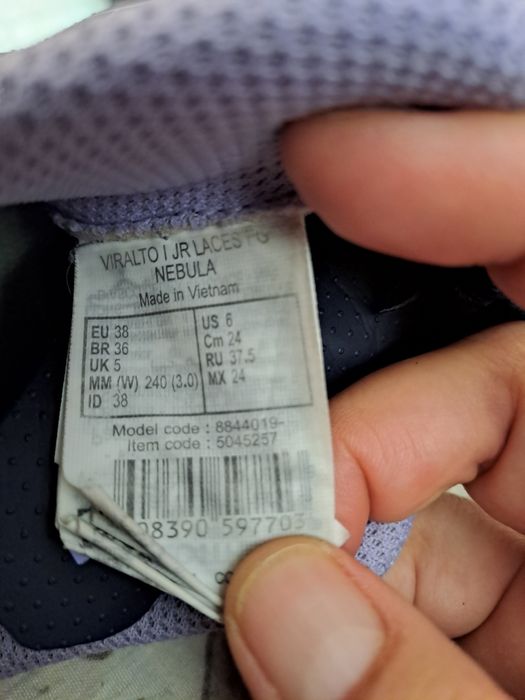 VIRALTO I JR LACES FG
NEBULA
Made in Vietnam
EU 38
BR 36
UK 5
MM (W) 240 (3.0)
ID 38
US 6
Cm 24
RU 37.5
MX 24
Model code : 8844019-
Item code : 5045257
08390 597703